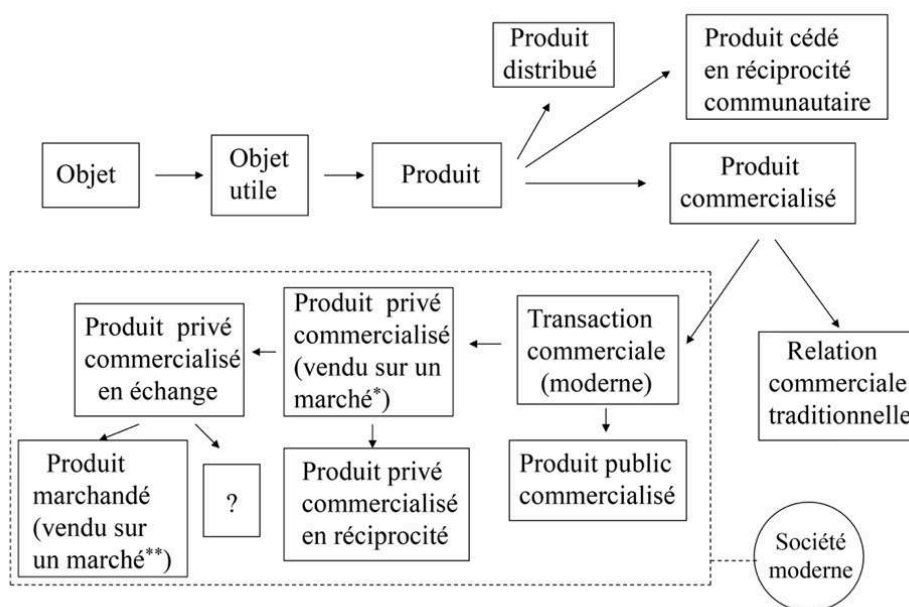 Produit
distribué
Produit cédé
en réciprocité
communautaire
Objet
Objet
utile
Produit
Produit
commercialisé
Produit privé
commercialisé
en échange
Produit privé
commercialisé
(vendu sur un
marché*)
Transaction
commerciale
(moderne)
Relation
commerciale
traditionnelle
Produit
marchandé
(vendu sur
un marché**)
?
Produit privé
commercialisé
en réciprocité
Produit public
commercialisé
Société
moderne